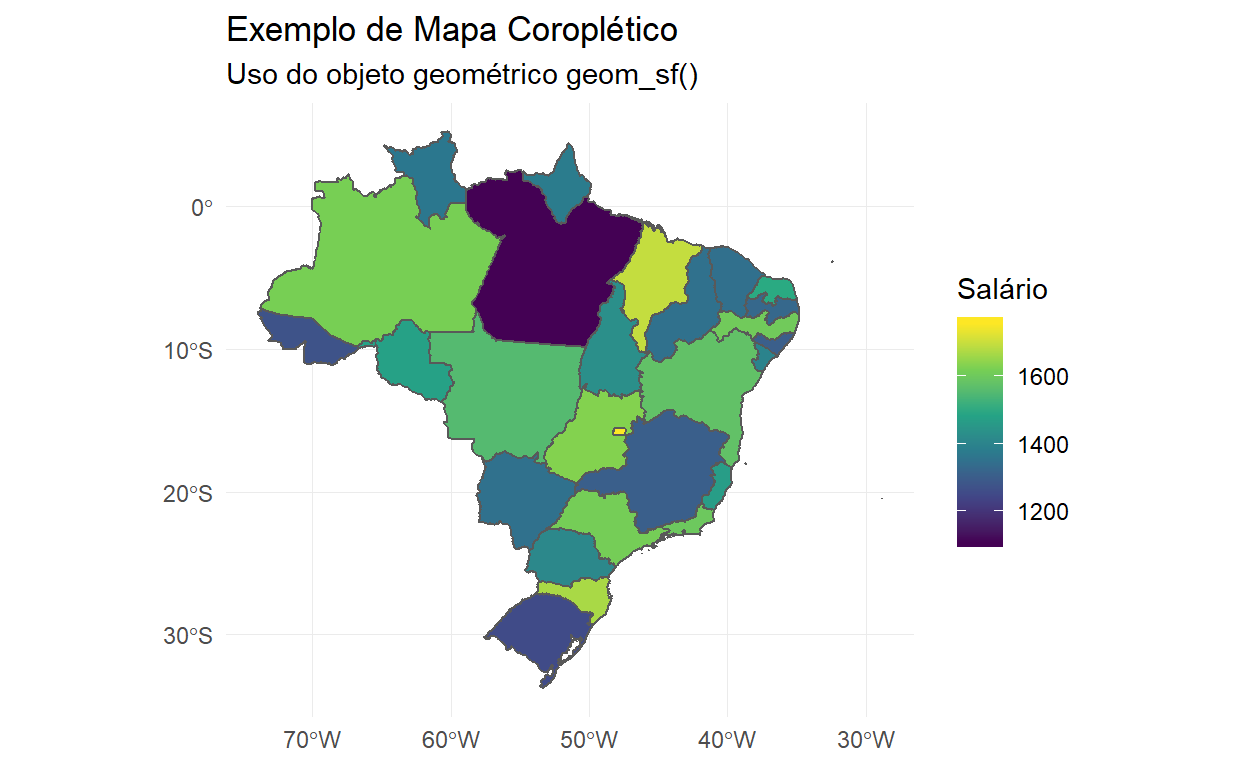 Exemplo de Mapa Coroplético
Uso do objeto geométrico geom_sf()
0°
10°S
20°S
30°S
70°W
60°W
50°W
40°W
30°W
Salário
1600
1400
1200